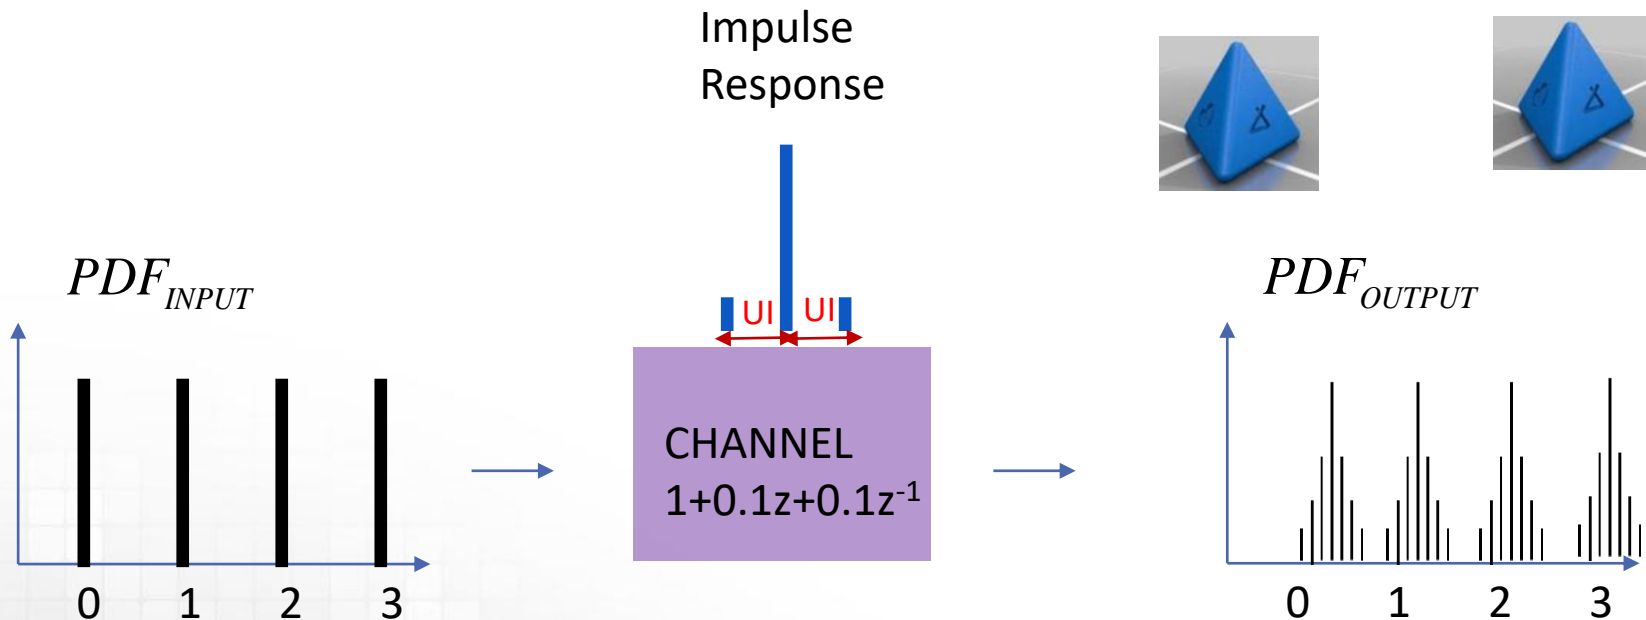 Impulse
Response
PDF_INPUT
UI UI
PDF_OUTPUT
CHANNEL
1+0.1z+0.1z⁻¹
0 1 2 3
0 1 2 3